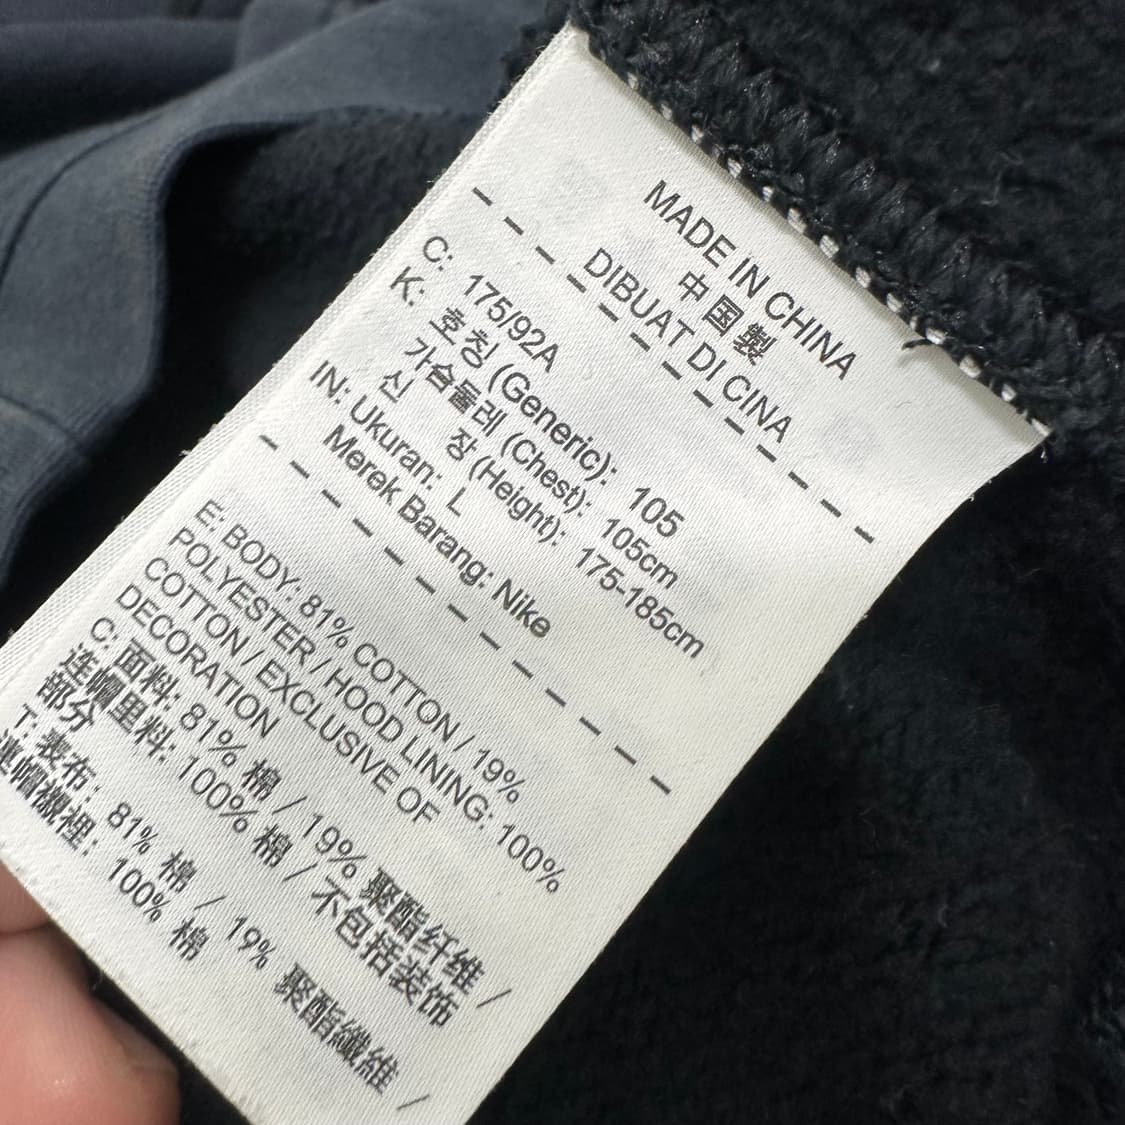 MADE IN CHINA
中国製
DIBUAT DI CINA
C: 175/92A
K: 호칭 (Generic): 105
가슴둘레 (Chest): 105cm
신 장 (Height): 175-185cm
IN: Ukuran: L
Merek Barang: Nike
E: BODY: 81% COTTON / 19%
POLYESTER / HOOD LINING: 100%
COTTON / EXCLUSIVE OF
DECORATION
C: 面料: 81% 棉 / 19% 聚酯纤维 /
连帽里料: 100% 棉 / 不包括装饰
部分
T: 表布: 81% 棉 / 19% 聚酯纖維 /
連帽襯裡: 100% 棉